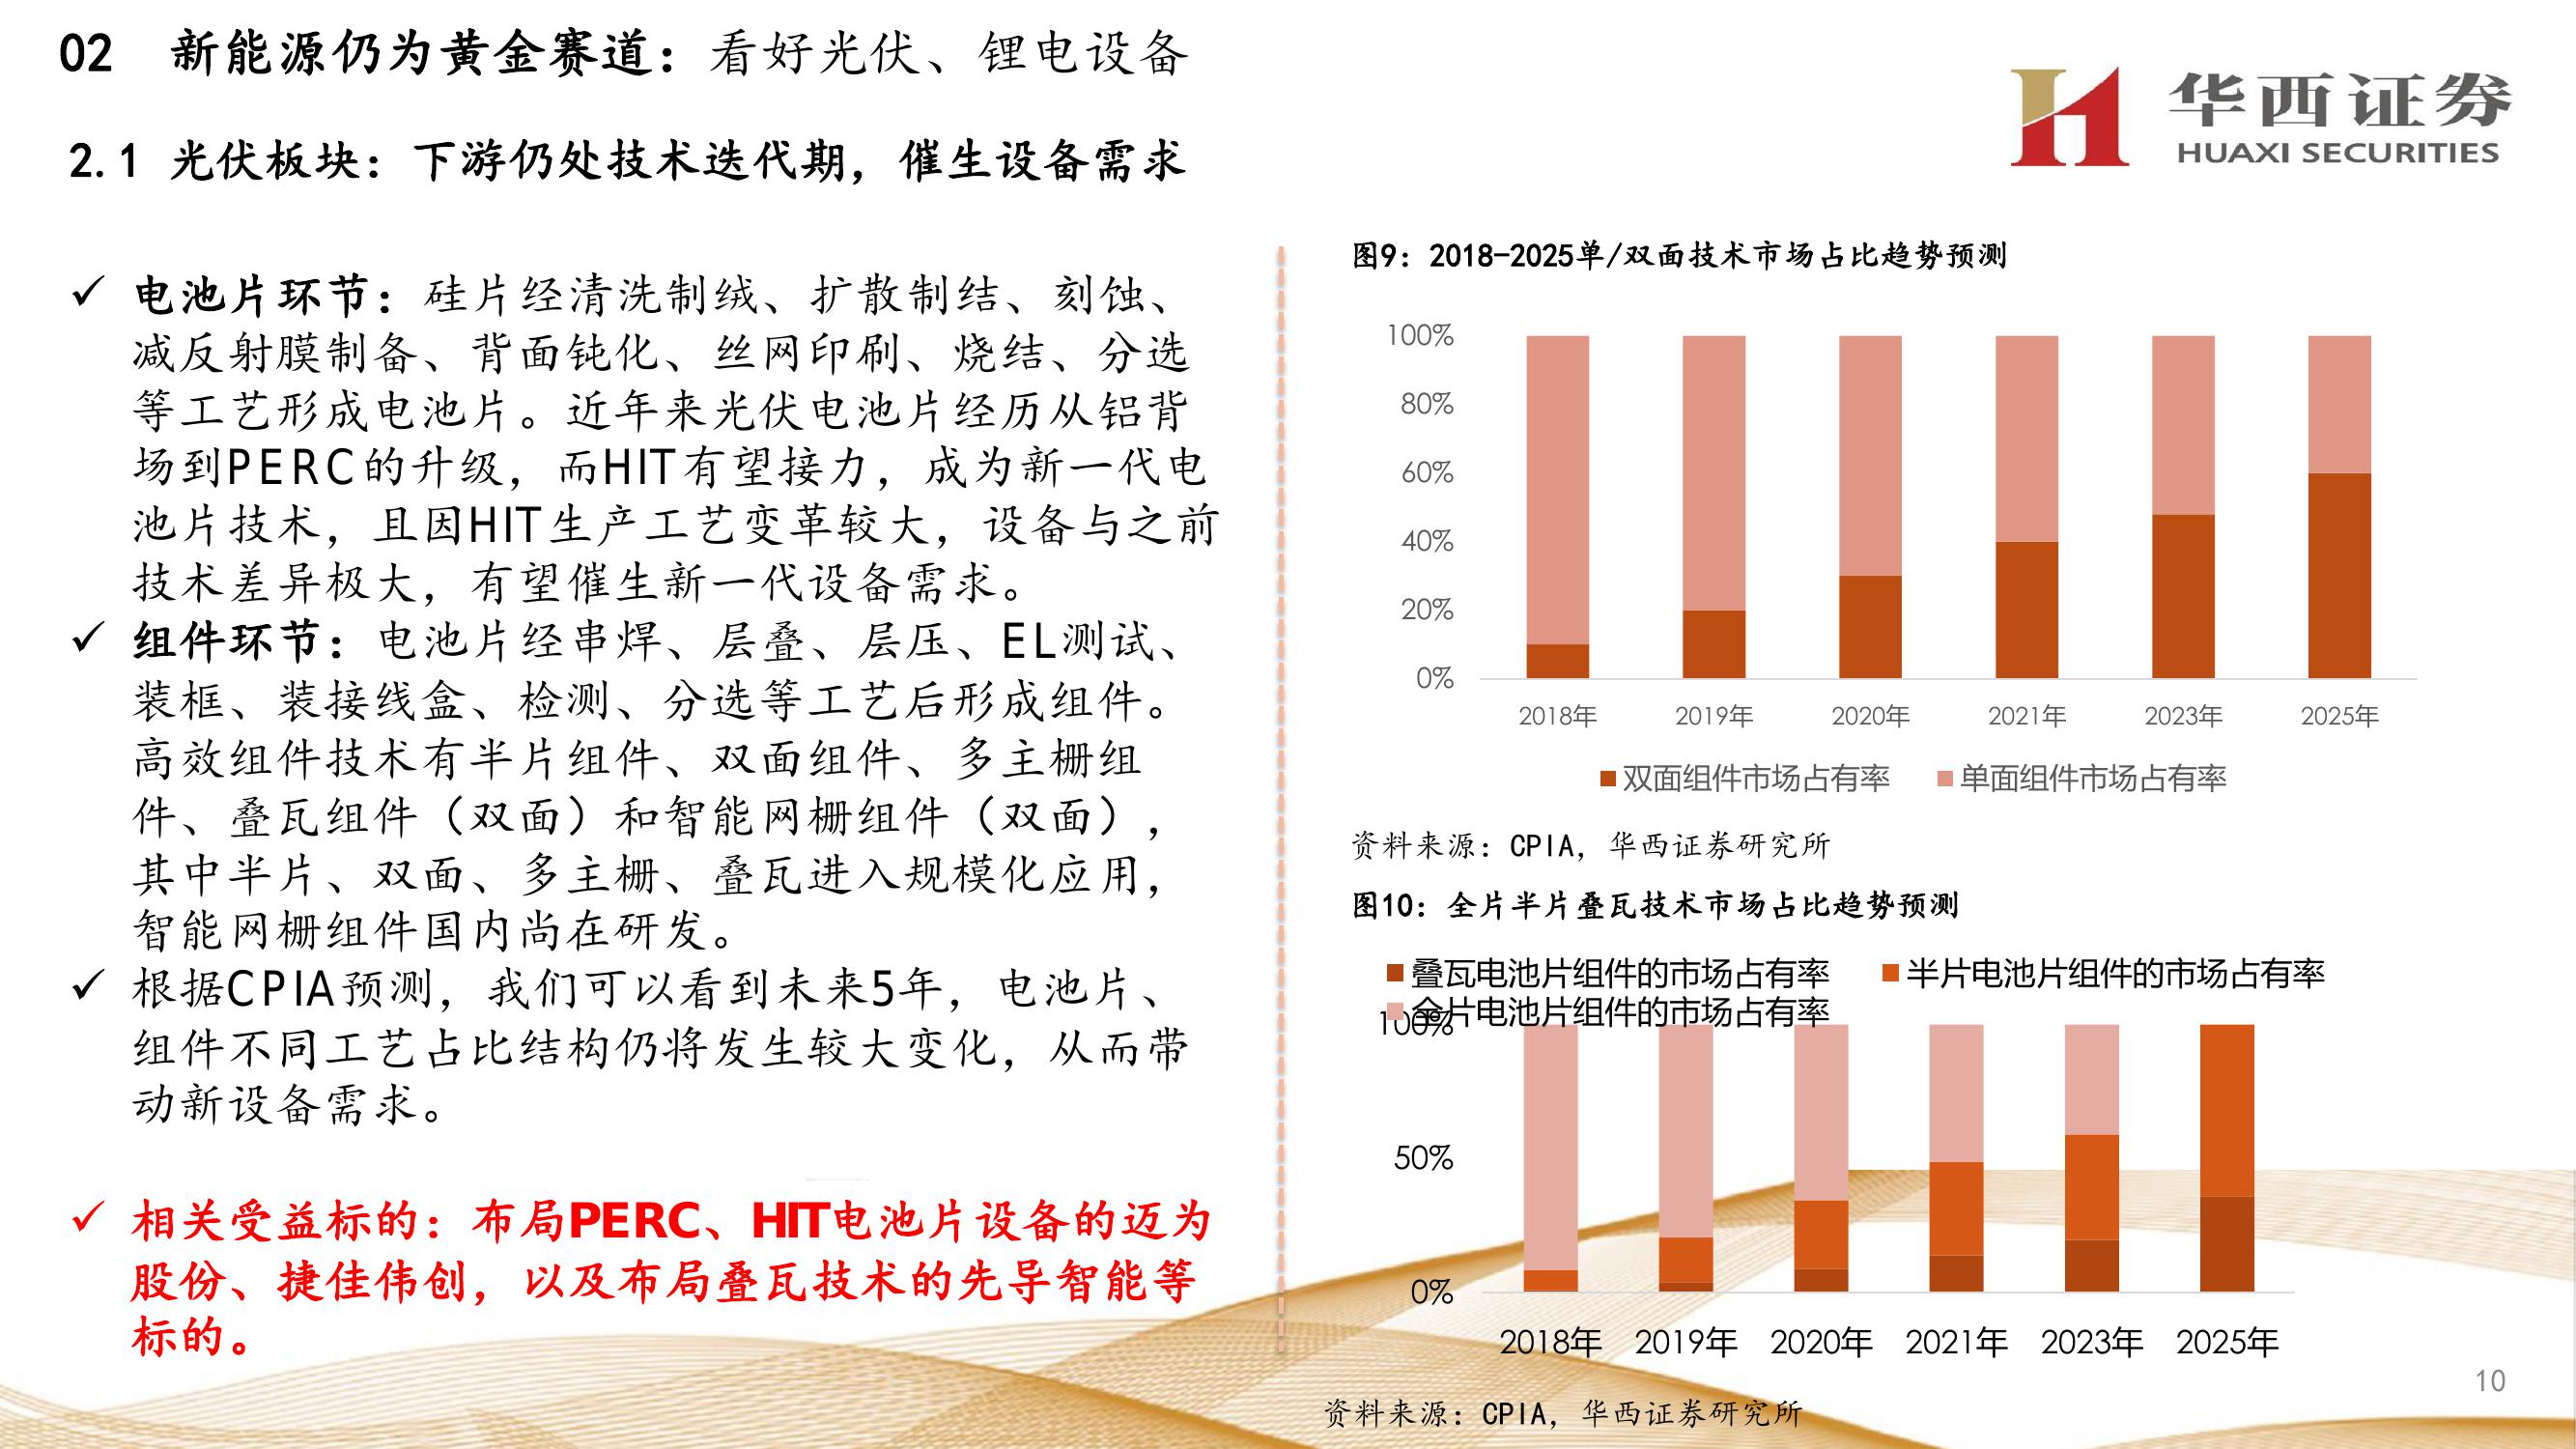 02 新能源仍为黄金赛道：看好光伏、锂电设备
华西证券
HUAXI SECURITIES
2.1 光伏板块：下游仍处技术迭代期，催生设备需求
✓ 电池片环节：硅片经清洗制绒、扩散制结、刻蚀、
减反射膜制备、背面钝化、丝网印刷、烧结、分选
等工艺形成电池片。近年来光伏电池片经历从铝背
场到PERC的升级，而HIT有望接力，成为新一代电
池片技术，且因HIT生产工艺变革较大，设备与之前
技术差异极大，有望催生新一代设备需求。
✓ 组件环节：电池片经串焊、层叠、层压、EL测试、
装框、装接线盒、检测、分选等工艺后形成组件。
高效组件技术有半片组件、双面组件、多主栅组
件、叠瓦组件（双面）和智能网栅组件（双面），
其中半片、双面、多主栅、叠瓦进入规模化应用，
智能网栅组件国内尚在研发。
✓ 根据CPIA预测，我们可以看到未来5年，电池片、
组件不同工艺占比结构仍将发生较大变化，从而带
动新设备需求。
✓ 相关受益标的：布局PERC、HIT电池片设备的迈为
股份、捷佳伟创，以及布局叠瓦技术的先导智能等
标的。
图9：2018-2025单/双面技术市场占比趋势预测
100%
80%
60%
40%
20%
0%
2018年 2019年 2020年 2021年 2023年 2025年
双面组件市场占有率 单面组件市场占有率
资料来源：CPIA，华西证券研究所
图10：全片半片叠瓦技术市场占比趋势预测
叠瓦电池片组件的市场占有率 半片电池片组件的市场占有率
全片电池片组件的市场占有率
100%
50%
0%
2018年 2019年 2020年 2021年 2023年 2025年
资料来源：CPIA，华西证券研究所
10